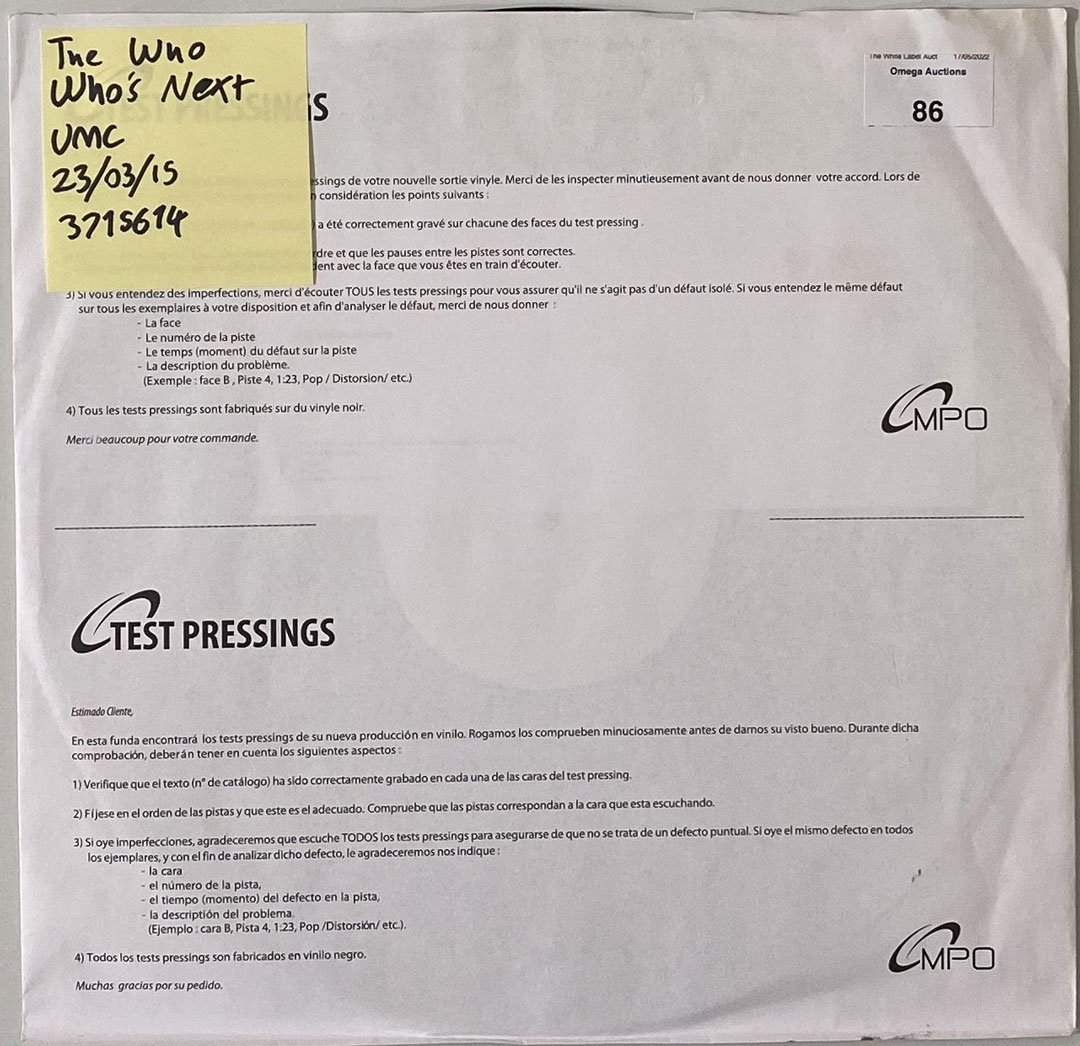 The Who
Who's Next
UMC
23/03/15
3715614
The White Label Auct 17/05/2022
Omega Auctions
86
TEST PRESSINGS
essings de votre nouvelle sortie vinyle. Merci de les inspecter minutieusement avant de nous donner votre accord. Lors de
n considération les points suivants :
) a été correctement gravé sur chacune des faces du test pressing .
dre et que les pauses entre les pistes sont correctes.
dent avec la face que vous êtes en train d'écouter.
3) Si vous entendez des imperfections, merci d'écouter TOUS les tests pressings pour vous assurer qu'il ne s'agit pas d'un défaut isolé. Si vous entendez le même défaut
sur tous les exemplaires à votre disposition et afin d'analyser le défaut, merci de nous donner :
- La face
- Le numéro de la piste
- Le temps (moment) du défaut sur la piste
- La description du problème.
(Exemple : face B , Piste 4, 1:23, Pop / Distorsion/ etc.)
4) Tous les tests pressings sont fabriqués sur du vinyle noir.
Merci beaucoup pour votre commande.
MPO
TEST PRESSINGS
Estimado Cliente,
En esta funda encontrará los tests pressings de su nueva producción en vinilo. Rogamos los comprueben minuciosamente antes de darnos su visto bueno. Durante dicha
comprobación, deberán tener en cuenta los siguientes aspectos :
1) Verifique que el texto (n° de catálogo) ha sido correctamente grabado en cada una de las caras del test pressing.
2) Fíjese en el orden de las pistas y que este es el adecuado. Compruebe que las pistas correspondan a la cara que esta escuchando.
3) Si oye imperfecciones, agradeceremos que escuche TODOS los tests pressings para asegurarse de que no se trata de un defecto puntual. Si oye el mismo defecto en todos
los ejemplares, y con el fin de analizar dicho defecto, le agradeceremos nos indique :
- la cara
- el número de la pista,
- el tiempo (momento) del defecto en la pista,
- la descriptión del problema.
(Ejemplo : cara B, Pista 4, 1:23, Pop /Distorsión/ etc.).
4) Todos los tests pressings son fabricados en vinilo negro.
Muchas gracias por su pedido.
MPO